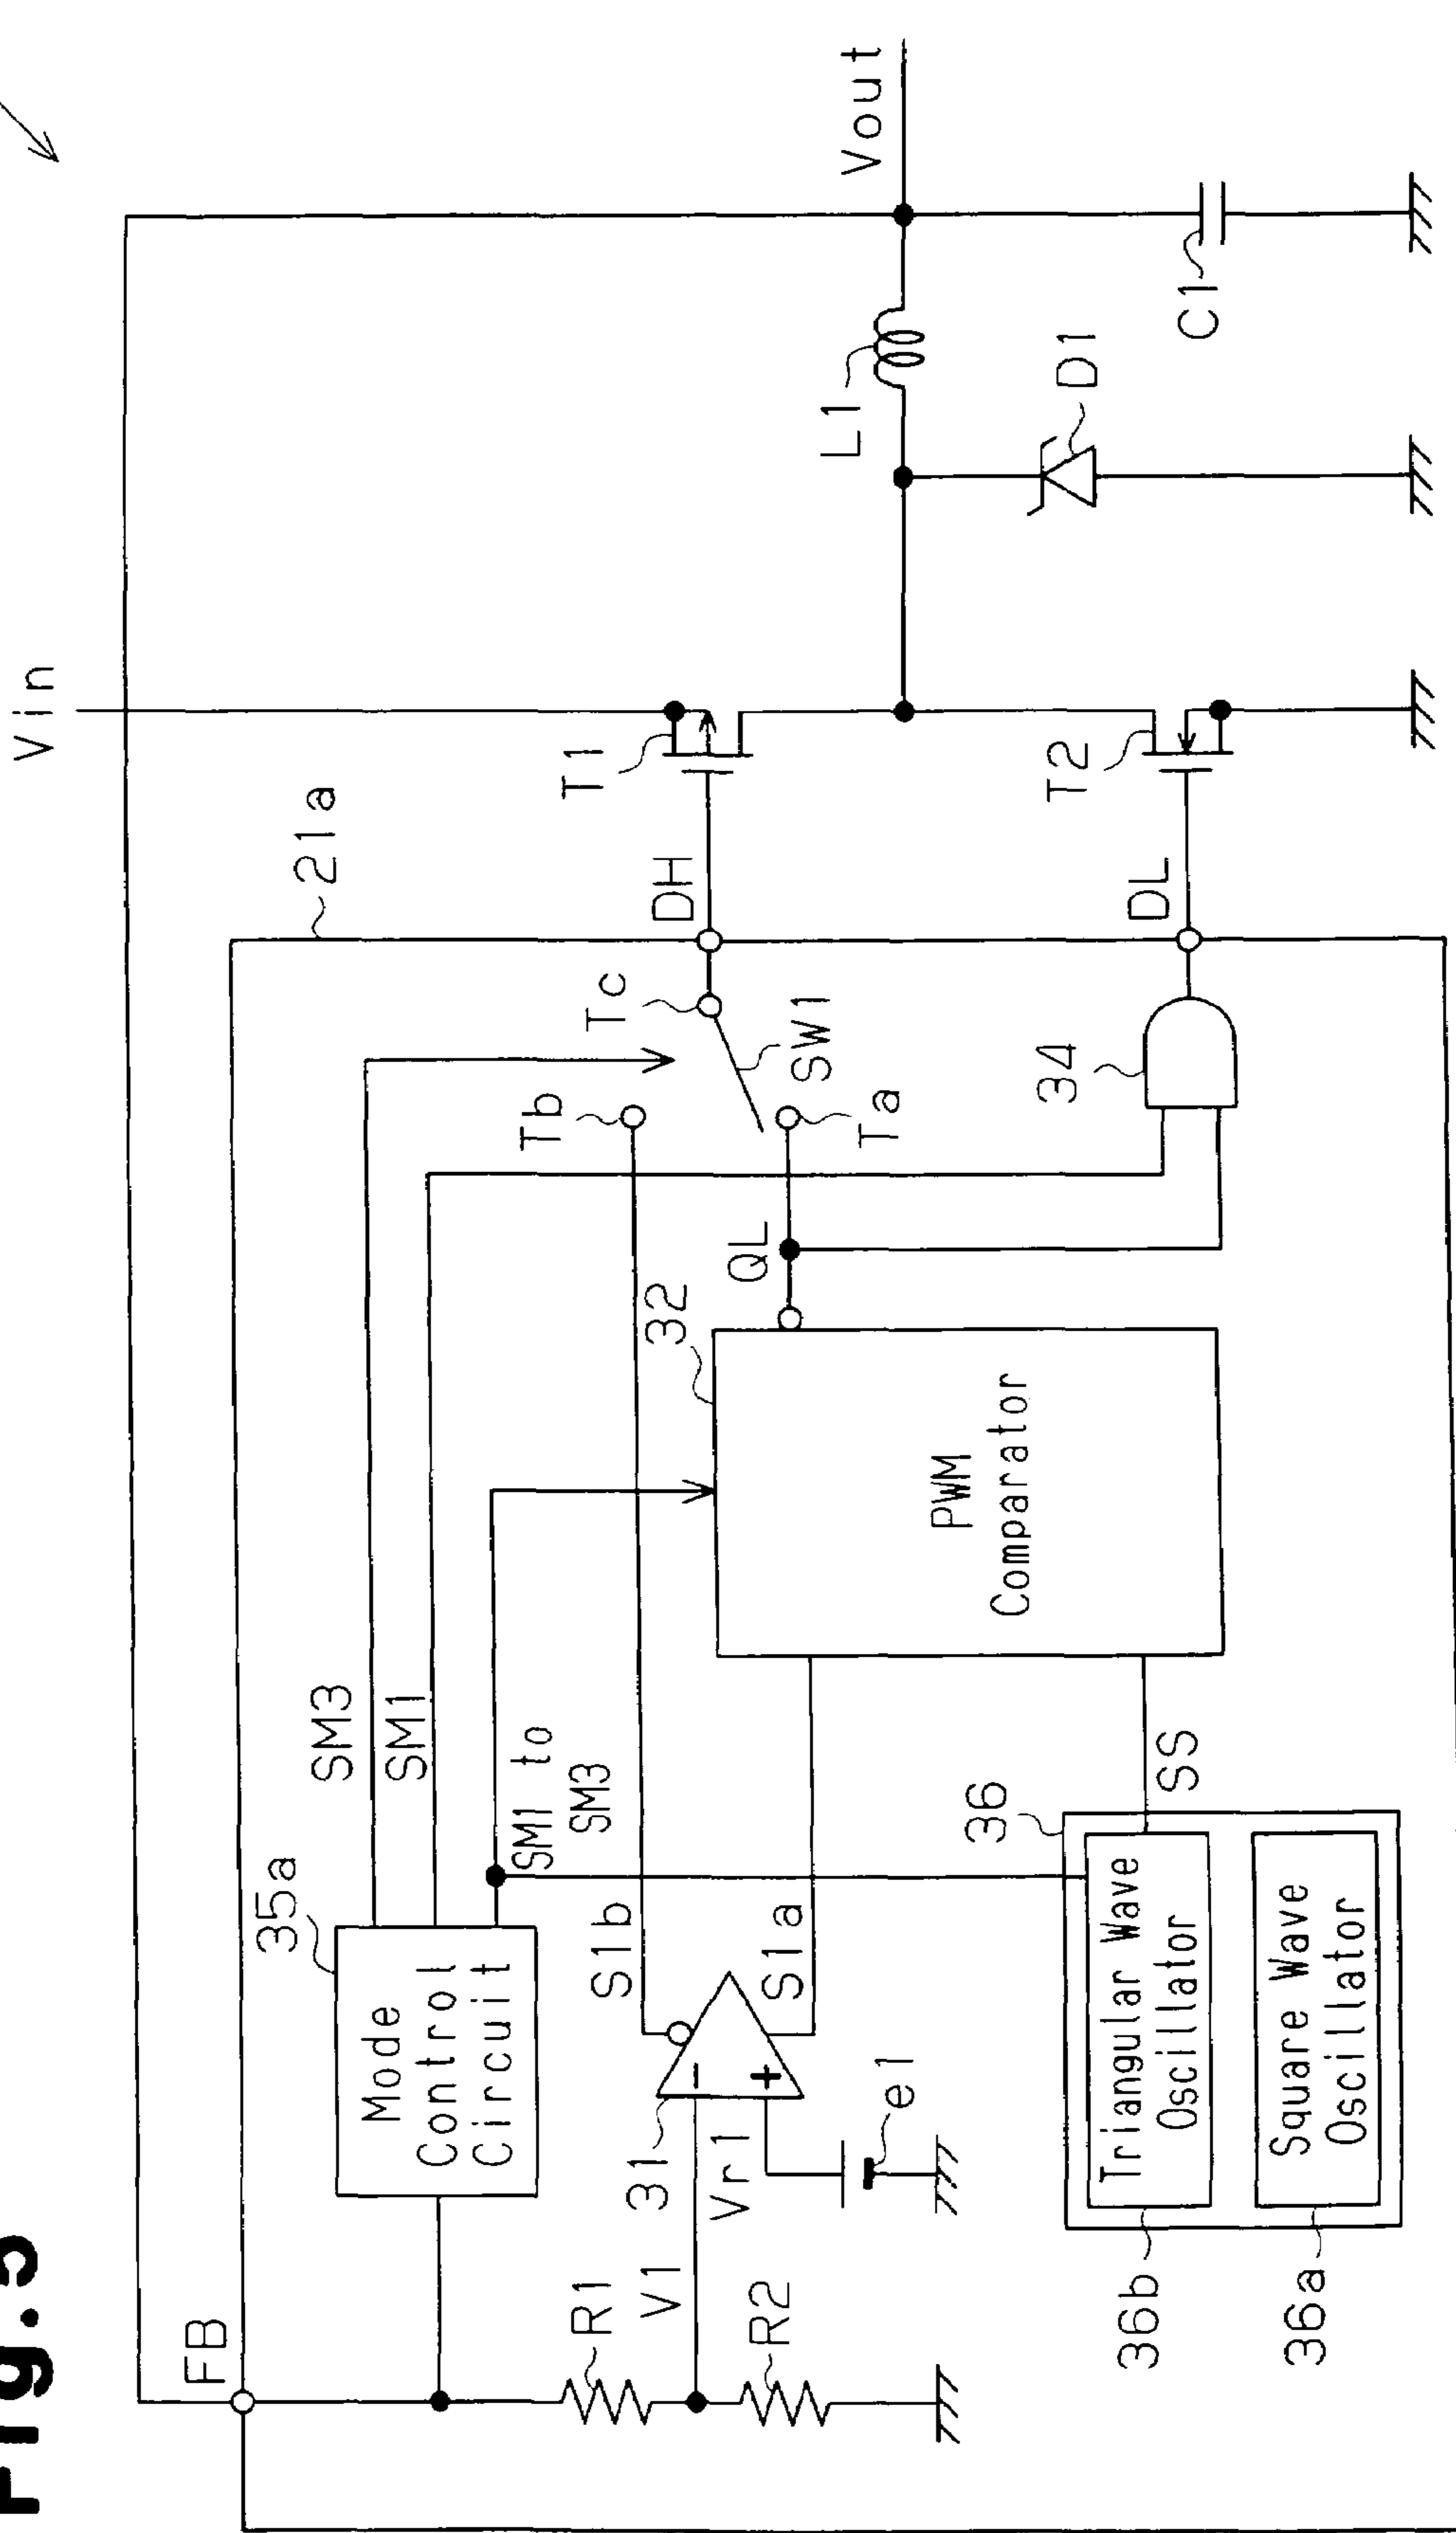 Fig.5
Vin
FB
21a
Vout
SM3
SM1
35a
Mode
Control
Circuit
SM1 to
SM3
Tb
Tc
DH
T1
L1
R1
V1
R2
31
Vr1
e1
S1b
S1a
32
QL
Ta
SW1
PWM
Comparator
D1
C1
34
DL
T2
36
SS
36b
Triangular Wave
Oscillator
36a
Square Wave
Oscillator